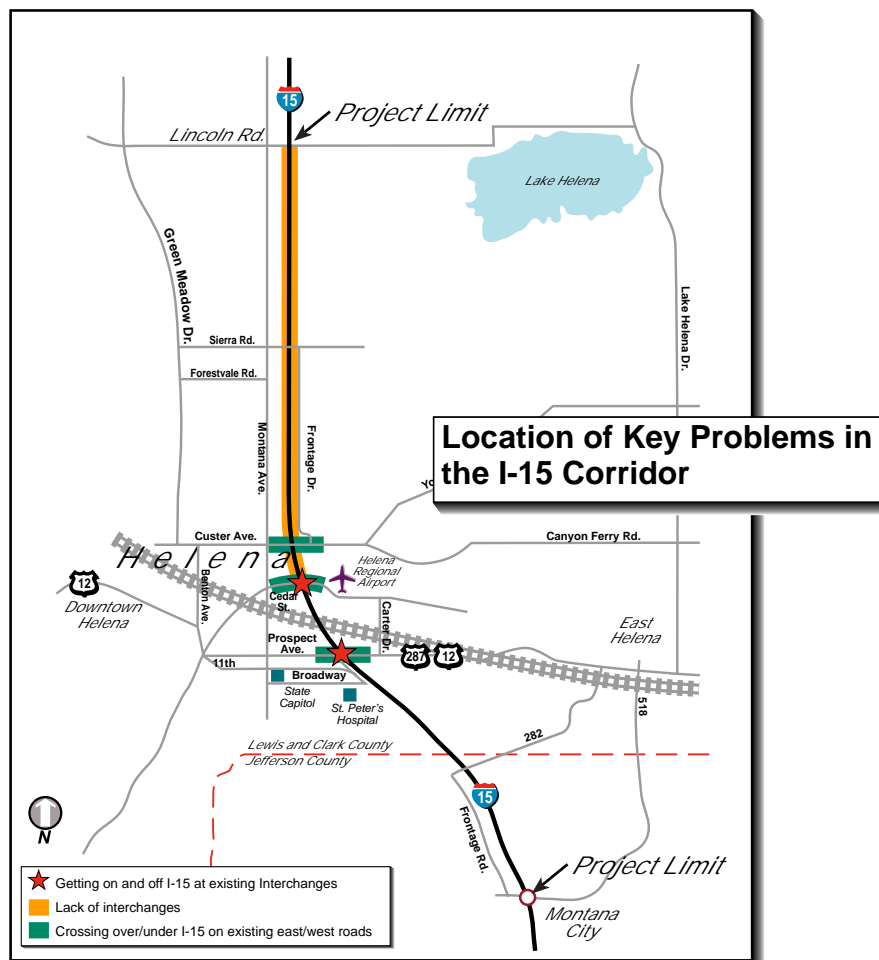 15
Project Limit
Lincoln Rd.
Lake Helena
Green Meadow Dr.
Lake Helena Dr.
Sierra Rd.
Forestvale Rd.
Montana Ave.
Frontage Dr.
Location of Key Problems in
the I-15 Corridor
Custer Ave.
Canyon Ferry Rd.
Helena
Helena
Regional
Airport
12
Benton Ave.
Downtown
Helena
Cedar
St.
Carter Dr.
East
Helena
Prospect
Ave.
287
12
11th
Broadway
State
Capitol
St. Peter's
Hospital
518
282
Lewis and Clark County
Jefferson County
15
Frontage Rd.
N
Project Limit
Montana
City
Getting on and off I-15 at existing Interchanges
Lack of interchanges
Crossing over/under I-15 on existing east/west roads